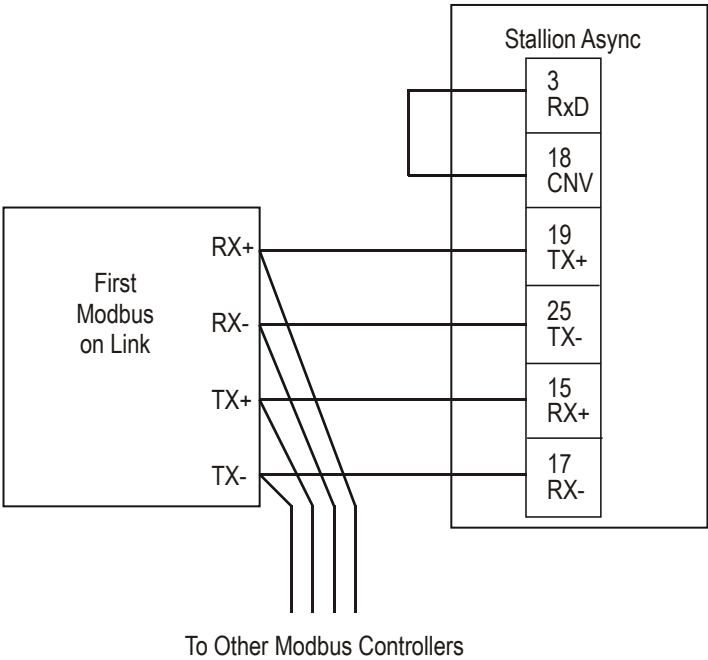 Stallion Async
3
RxD
18
CNV
19
TX+
25
TX-
15
RX+
17
RX-
First
Modbus
on Link
RX+
RX-
TX+
TX-
To Other Modbus Controllers